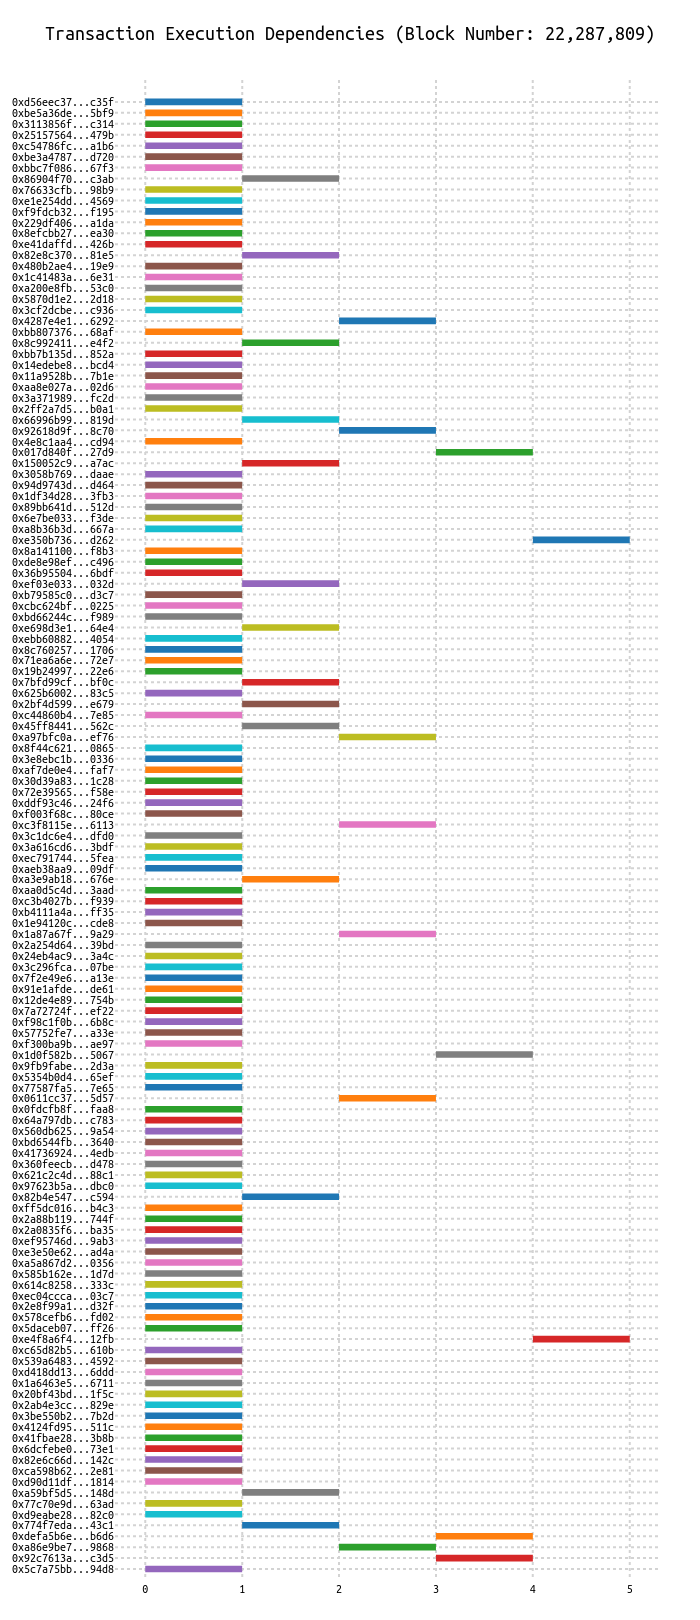 Transaction Execution Dependencies (Block Number: 22,287,809)
0xd56eec37...c35f
0xbe5a36de...5bf9
0x3113856f...c314
0x25157564...479b
0xc54786fc...a1b6
0xbe3a4787...d720
0xbbc7f086...67f3
0x86904f70...c3ab
0x76633cfb...98b9
0xe1e254dd...4569
0xf9fdcb32...f195
0x229df406...a1da
0x8efcbb27...ea30
0xe41daffd...426b
0x82e8c370...81e5
0x480b2ae4...19e9
0x1c41483a...6e31
0xa200e8fb...53c0
0x5870d1e2...2d18
0x3cf2dcbe...c936
0x4287e4e1...6292
0xbb807376...68af
0x8c992411...e4f2
0xbb7b135d...852a
0x14edebe8...bcd4
0x11a9528b...7b1e
0xaa8e027a...02d6
0x3a371989...fc2d
0x2ff2a7d5...b0a1
0x66996b99...819d
0x92618d9f...8c70
0x4e8c1aa4...cd94
0x017d840f...27d9
0x150052c9...a7ac
0x3058b769...daae
0x94d9743d...d464
0x1df34d28...3fb3
0x89bb641d...512d
0x6e7be033...f3de
0xa8b36b3d...667a
0xe350b736...d262
0x8a141100...f8b3
0xde8e98ef...c496
0x36b95504...6bdf
0xef03e033...032d
0xb79585c0...d3c7
0xcbc624bf...0225
0xbd66244c...f989
0xe698d3e1...64e4
0xebb60882...4054
0x8c760257...1706
0x71ea6a6e...72e7
0x19b24997...22e6
0x7bfd99cf...bf0c
0x625b6002...83c5
0x2bf4d599...e679
0xc44860b4...7e85
0x45ff8441...562c
0xa97bfc0a...ef76
0x8f44c621...0865
0x3e8ebc1b...0336
0xaf7de0e4...faf7
0x30d39a83...1c28
0x72e39565...f58e
0xddf93c46...24f6
0xf003f68c...80ce
0xc3f8115e...6113
0x3c1dc6e4...dfd0
0x3a616cd6...3bdf
0xec791744...5fea
0xaeb38aa9...09df
0xa3e9ab18...676e
0xaa0d5c4d...3aad
0xc3b4027b...f939
0xb4111a4a...ff35
0x1e94120c...cde8
0x1a87a67f...9a29
0x2a254d64...39bd
0x24eb4ac9...3a4c
0x3c296fca...07be
0x7f2e49e6...a13e
0x91e1afde...de61
0x12de4e89...754b
0x7a72724f...ef22
0xf98c1f0b...6b8c
0x57752fe7...a33e
0xf300ba9b...ae97
0x1d0f582b...5067
0x9fb9fabe...2d3a
0x5354b0d4...65ef
0x77587fa5...7e65
0x0611cc37...5d57
0x0fdcfb8f...faa8
0x64a797db...c783
0x560db625...9a54
0xbd6544fb...3640
0x41736924...4edb
0x360feecb...d478
0x621c2c4d...88c1
0x97623b5a...dbc0
0x82b4e547...c594
0xff5dc016...b4c3
0x2a88b119...744f
0x2a0835f6...ba35
0xef95746d...9ab3
0xe3e50e62...ad4a
0xa5a867d2...0356
0x585b162e...1d7d
0x614c8258...333c
0xec04ccca...03c7
0x2e8f99a1...d32f
0x578cefb6...fd02
0x5daceb07...ff26
0xe4f8a6f4...12fb
0xc65d82b5...610b
0x539a6483...4592
0xd418dd13...6ddd
0x1a6463e5...6711
0x20bf43bd...1f5c
0x2ab4e3cc...829e
0x3be550b2...7b2d
0x4124fd95...511c
0x41fbae28...3b8b
0x6dcfebe0...73e1
0x82e6c66d...142c
0xca598b62...2e81
0xd90d11df...1814
0xa59bf5d5...148d
0x77c70e9d...63ad
0xd9eabe28...82c0
0x774f7eda...43c1
0xdefa5b6e...b6d6
0xa86e9be7...9868
0x92c7613a...c3d5
0x5c7a75bb...94d8
0 1 2 3 4 5